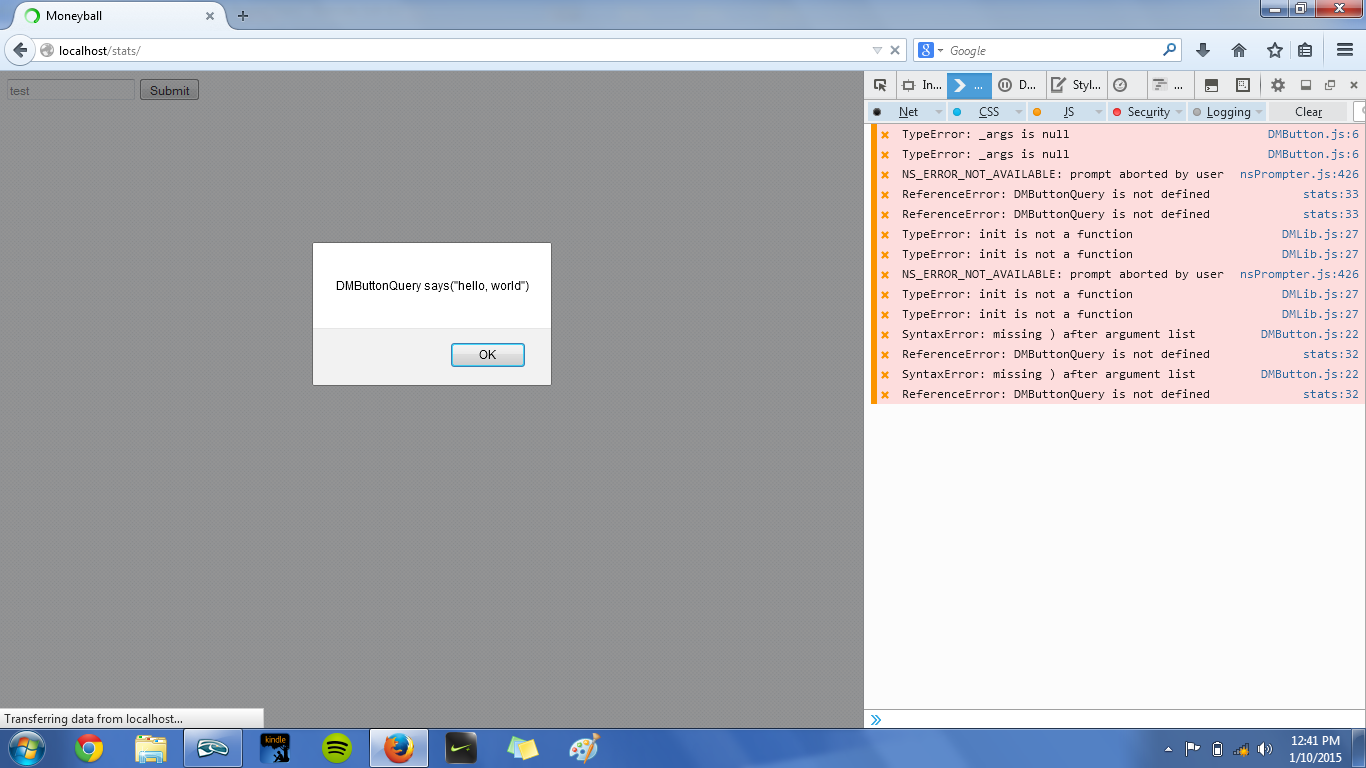 Moneyball
localhost/stats/
Google
test
Submit
In...
...
D...
Styl...
...
Net
CSS
JS
Security
Logging
Clear
TypeError: _args is null DMButton.js:6
TypeError: _args is null DMButton.js:6
NS_ERROR_NOT_AVAILABLE: prompt aborted by user nsPrompter.js:426
ReferenceError: DMButtonQuery is not defined stats:33
ReferenceError: DMButtonQuery is not defined stats:33
TypeError: init is not a function DMLib.js:27
TypeError: init is not a function DMLib.js:27
NS_ERROR_NOT_AVAILABLE: prompt aborted by user nsPrompter.js:426
TypeError: init is not a function DMLib.js:27
TypeError: init is not a function DMLib.js:27
SyntaxError: missing ) after argument list DMButton.js:22
ReferenceError: DMButtonQuery is not defined stats:32
SyntaxError: missing ) after argument list DMButton.js:22
ReferenceError: DMButtonQuery is not defined stats:32
DMButtonQuery says("hello, world")
OK
Transferring data from localhost...
kindle
12:41 PM
1/10/2015